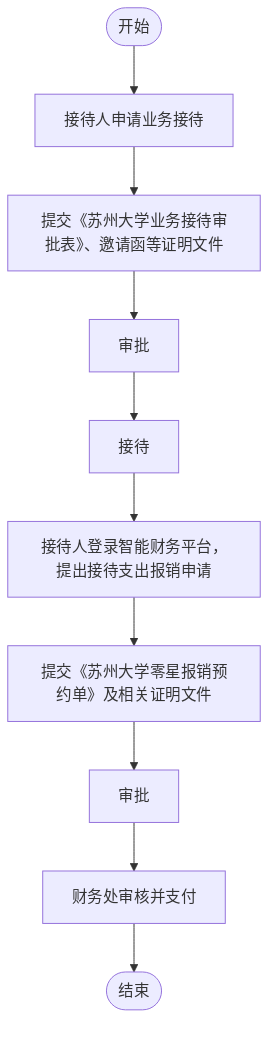 开始
接待人申请业务接待
提交《苏州大学业务接待审
批表》、邀请函等证明文件
审批
接待
接待人登录智能财务平台，
提出接待支出报销申请
提交《苏州大学零星报销预
约单》及相关证明文件
审批
财务处审核并支付
结束